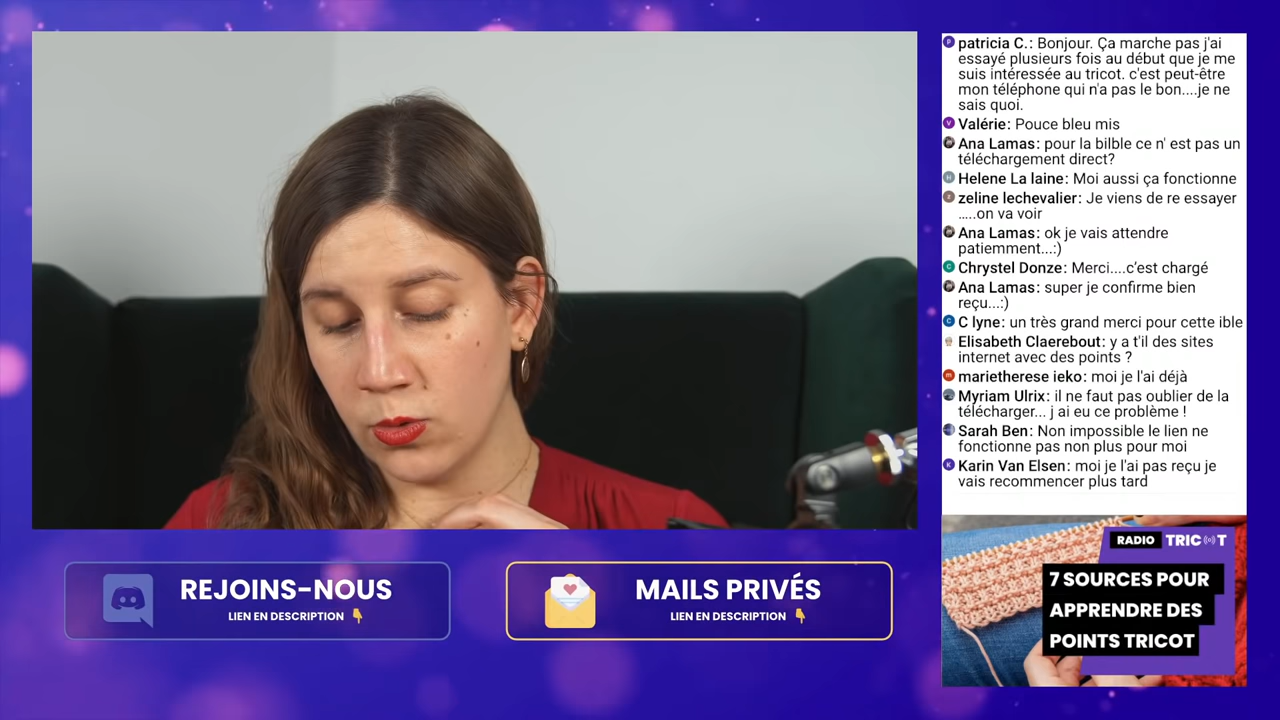 patricia C.: Bonjour. Ça marche pas j'ai
essayé plusieurs fois au début que je me
suis intéressée au tricot. c'est peut-être
mon téléphone qui n'a pas le bon....je ne
sais quoi.
Valérie: Pouce bleu mis
Ana Lamas: pour la bilble ce n' est pas un
téléchargement direct?
Helene La laine: Moi aussi ça fonctionne
zeline lechevalier: Je viens de re essayer
…..on va voir
Ana Lamas: ok je vais attendre
patiemment...:)
Chrystel Donze: Merci....c’est chargé
Ana Lamas: super je confirme bien
reçu...:)
C lyne: un très grand merci pour cette ible
Elisabeth Claerebout: y a t'il des sites
internet avec des points ?
marietherese ieko: moi je l'ai déjà
Myriam Ulrix: il ne faut pas oublier de la
télécharger... j ai eu ce problème !
Sarah Ben: Non impossible le lien ne
fonctionne pas non plus pour moi
Karin Van Elsen: moi je l'ai pas reçu je
vais recommencer plus tard
RADIO TRICOT
7 SOURCES POUR
APPRENDRE DES
POINTS TRICOT
REJOINS-NOUS
LIEN EN DESCRIPTION 👇
MAILS PRIVÉS
LIEN EN DESCRIPTION 👇